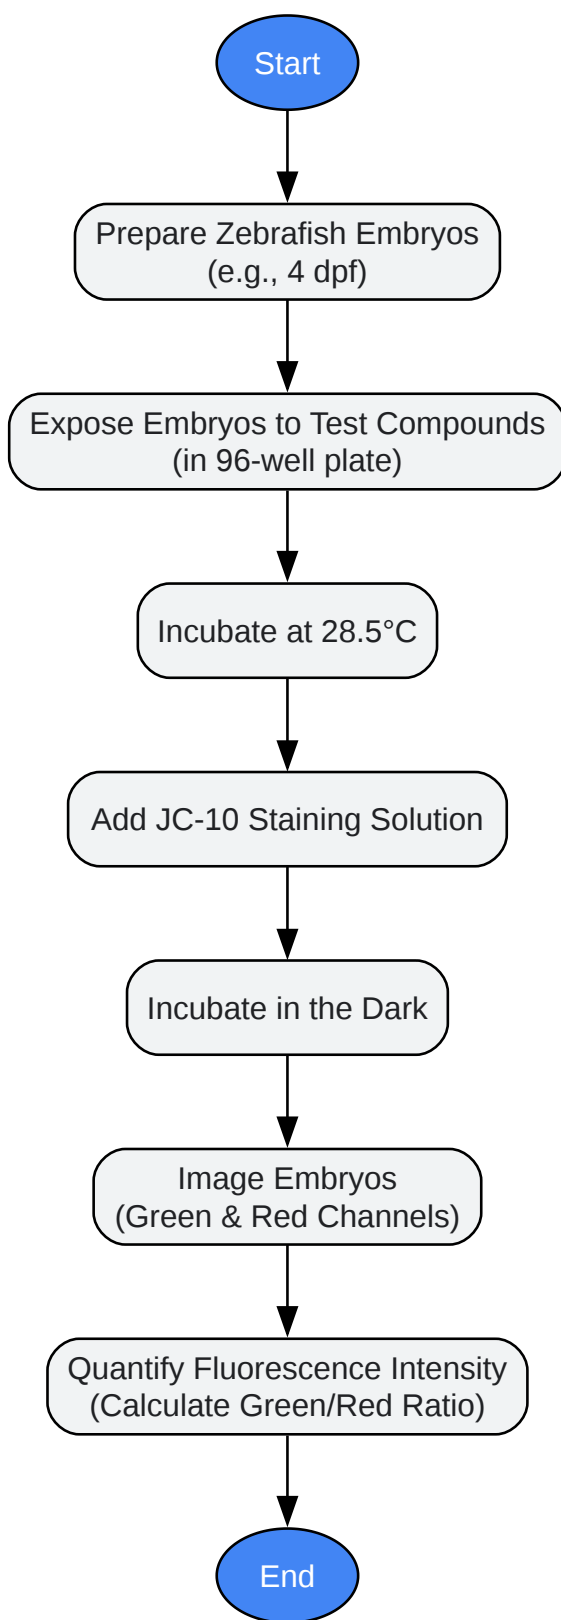 Start
Prepare Zebrafish Embryos
(e.g., 4 dpf)
Expose Embryos to Test Compounds
(in 96-well plate)
Incubate at 28.5°C
Add JC-10 Staining Solution
Incubate in the Dark
Image Embryos
(Green & Red Channels)
Quantify Fluorescence Intensity
(Calculate Green/Red Ratio)
End